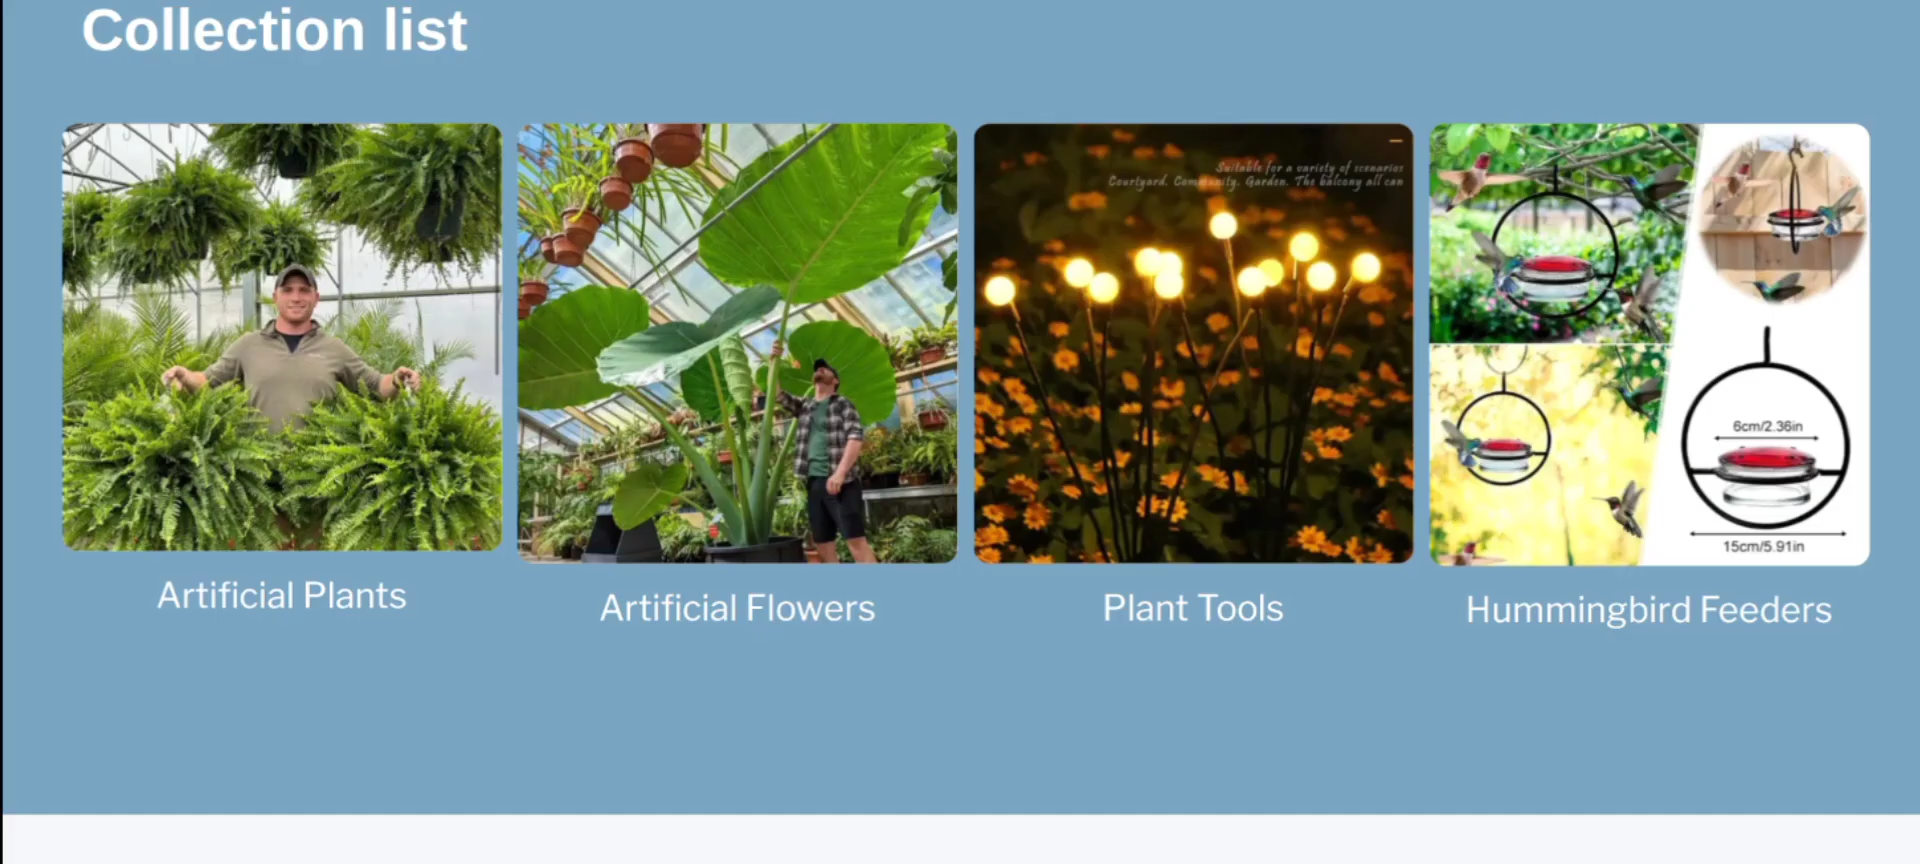 Collection list
Suitable for a variety of scenarios
Courtyard. Community. Garden. The balcony all can
6cm/2.36in
15cm/5.91in
Artificial Plants
Artificial Flowers
Plant Tools
Hummingbird Feeders